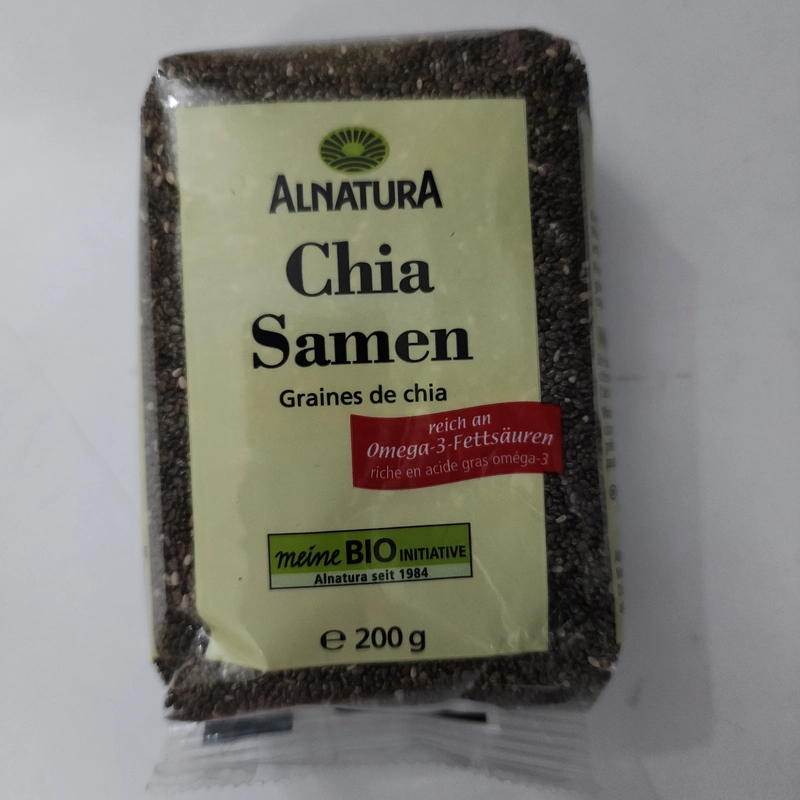 ALNATURA
Chia
Samen
Graines de chia
reich an
Omega-3-Fettsäuren
riche en acide gras oméga-3
meine BIO INITIATIVE
Alnatura seit 1984
℮ 200 g